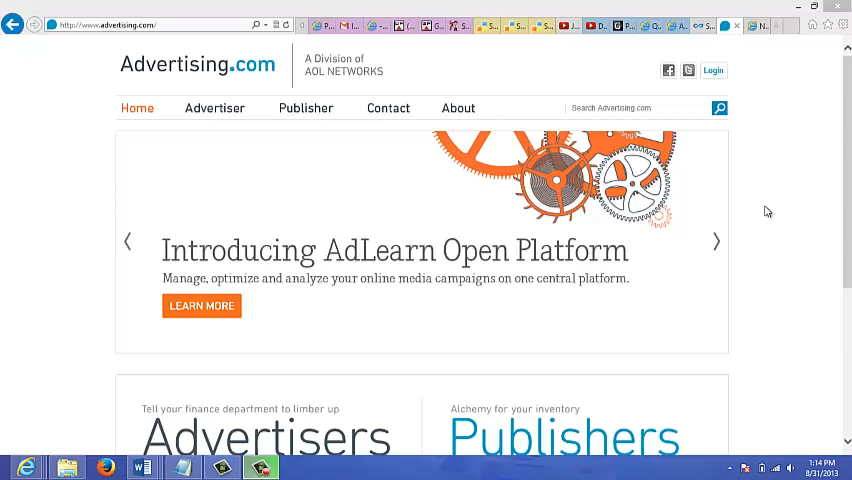 http://www.advertising.com/
Advertising.com
A Division of
AOL NETWORKS
Login
Home
Advertiser
Publisher
Contact
About
Search Advertising.com
Introducing AdLearn Open Platform
Manage, optimize and analyze your online media campaigns on one central platform.
LEARN MORE
Tell your finance department to limber up
Alchemy for your inventory
Advertisers
Publishers
1:14 PM
8/31/2013